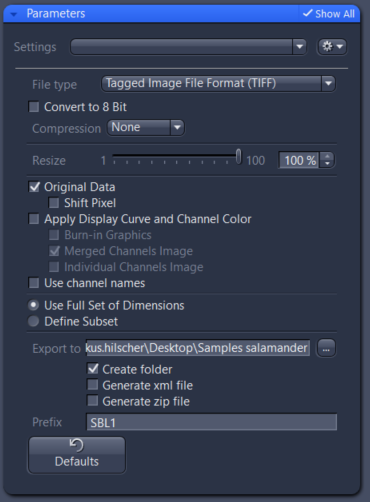 Parameters Show All
Settings
File type Tagged Image File Format (TIFF)
Convert to 8 Bit
Compression None
Resize 1 100 100 %
Original Data
Shift Pixel
Apply Display Curve and Channel Color
Burn-in Graphics
Merged Channels Image
Individual Channels Image
Use channel names
Use Full Set of Dimensions
Define Subset
Export to kus.hilscher\Desktop\Samples salamander ...
Create folder
Generate xml file
Generate zip file
Prefix SBL1
Defaults